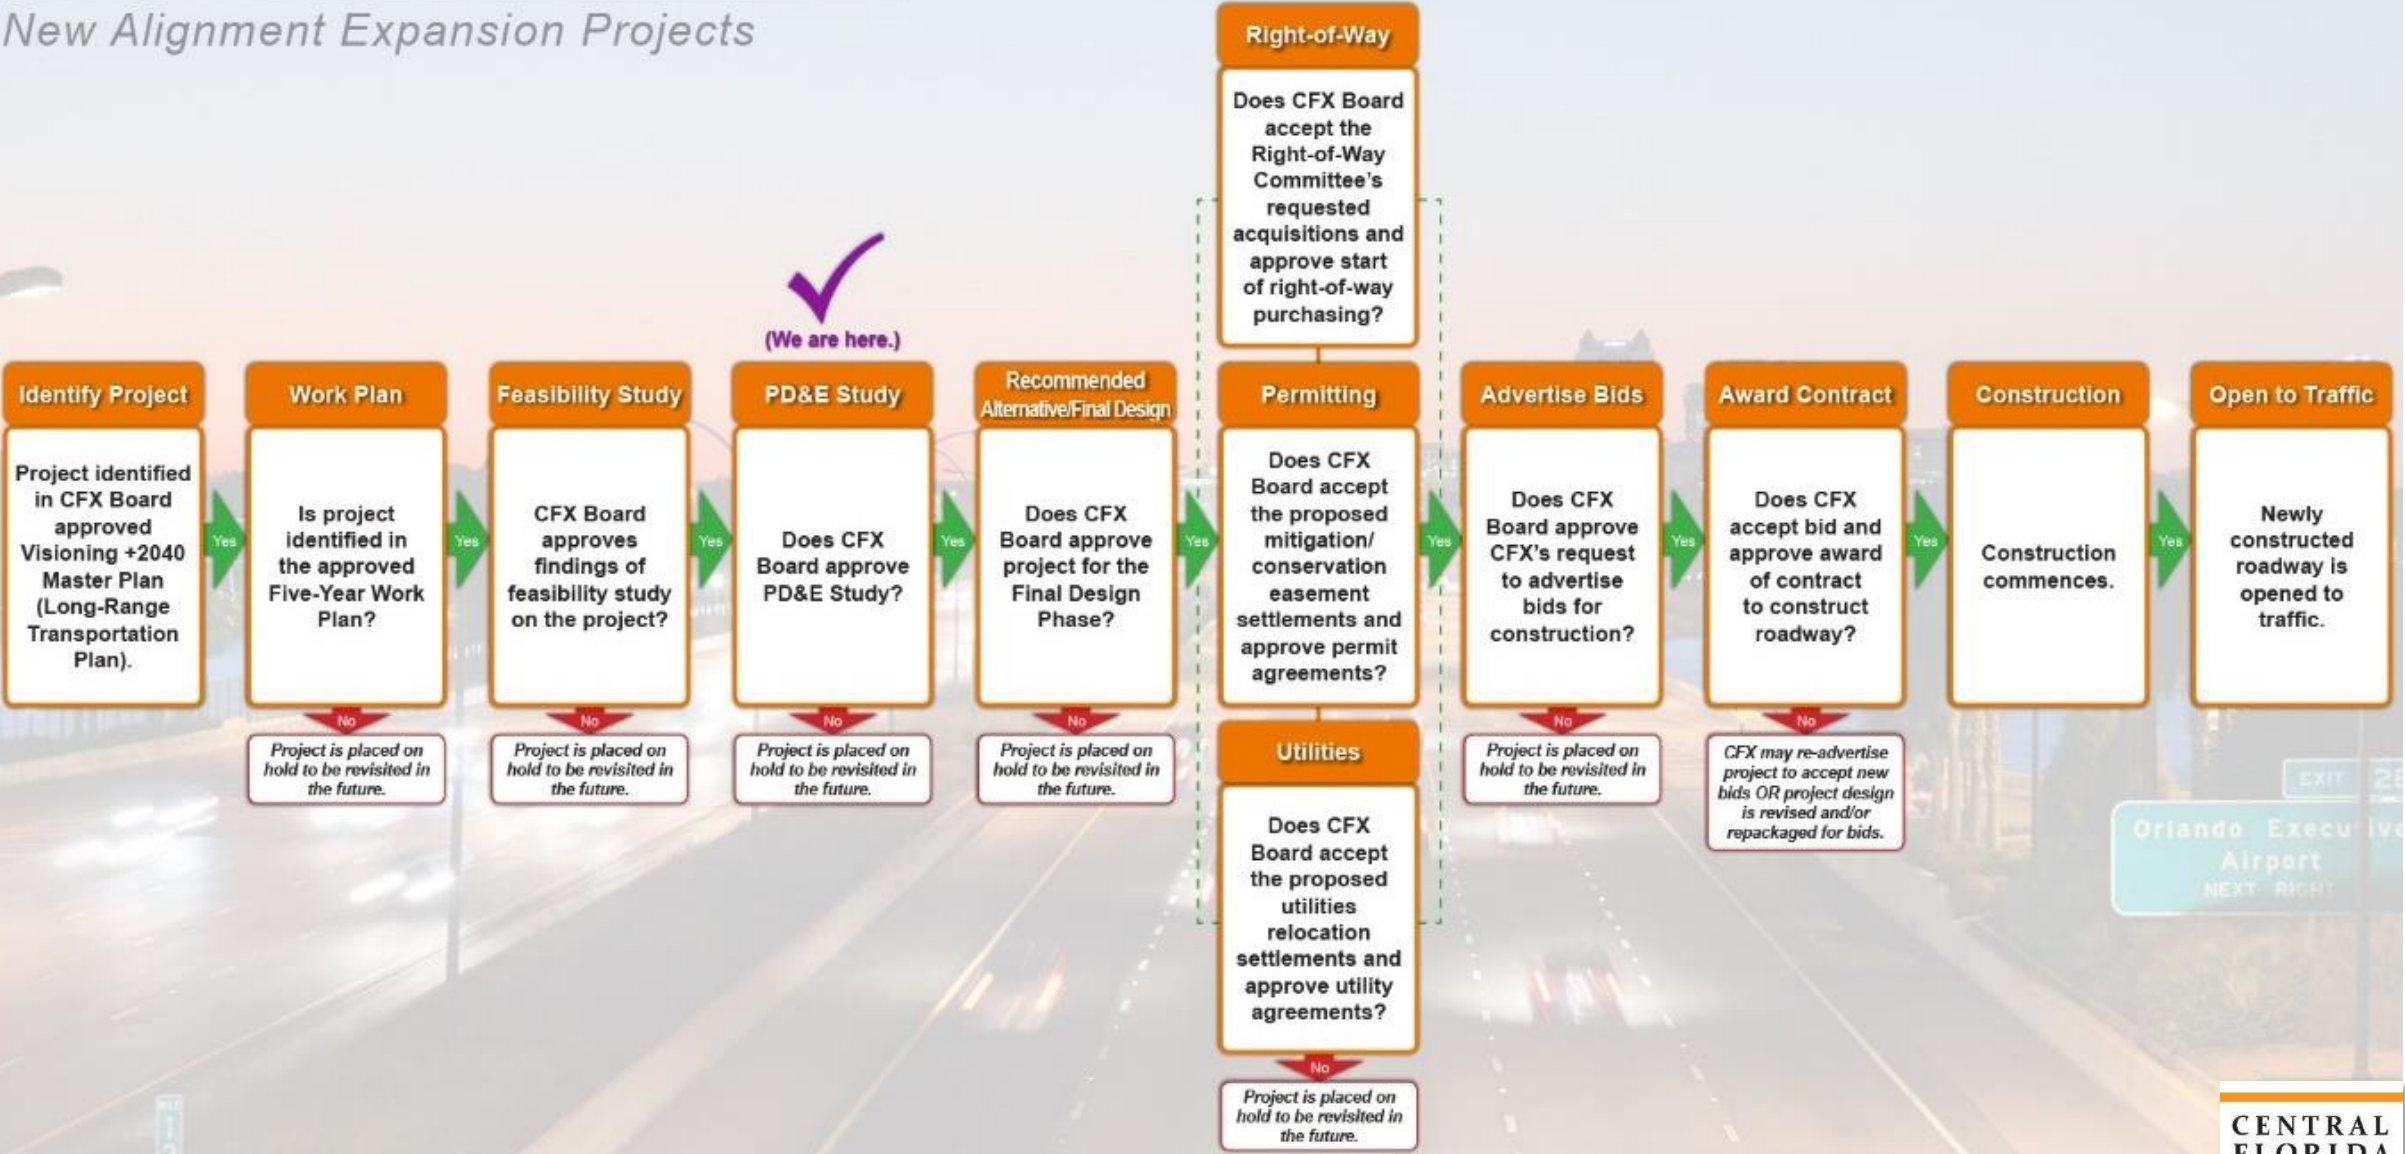 New Alignment Expansion Projects
Identify Project
Project identified
in CFX Board
approved
Visioning +2040
Master Plan
(Long-Range
Transportation
Plan).
Yes
Work Plan
Is project
identified in
the approved
Five-Year Work
Plan?
No
Project is placed on
hold to be revisited in
the future.
Yes
Feasibility Study
CFX Board
approves
findings of
feasibility study
on the project?
No
Project is placed on
hold to be revisited in
the future.
Yes
(We are here.)
PD&E Study
Does CFX
Board approve
PD&E Study?
No
Project is placed on
hold to be revisited in
the future.
Yes
Recommended
Alternative/Final Design
Does CFX
Board approve
project for the
Final Design
Phase?
No
Project is placed on
hold to be revisited in
the future.
Yes
Right-of-Way
Does CFX Board
accept the
Right-of-Way
Committee's
requested
acquisitions and
approve start
of right-of-way
purchasing?
Permitting
Does CFX
Board accept
the proposed
mitigation/
conservation
easement
settlements and
approve permit
agreements?
Utilities
Does CFX
Board accept
the proposed
utilities
relocation
settlements and
approve utility
agreements?
No
Project is placed on
hold to be revisited in
the future.
Yes
Advertise Bids
Does CFX
Board approve
CFX's request
to advertise
bids for
construction?
No
Project is placed on
hold to be revisited in
the future.
Yes
Award Contract
Does CFX
accept bid and
approve award
of contract
to construct
roadway?
No
CFX may re-advertise
project to accept new
bids OR project design
is revised and/or
repackaged for bids.
Yes
Construction
Construction
commences.
Yes
Open to Traffic
Newly
constructed
roadway is
opened to
traffic.
EXIT
Orlando
Airport
NEXT RIGHT
CENTRAL
FLORIDA